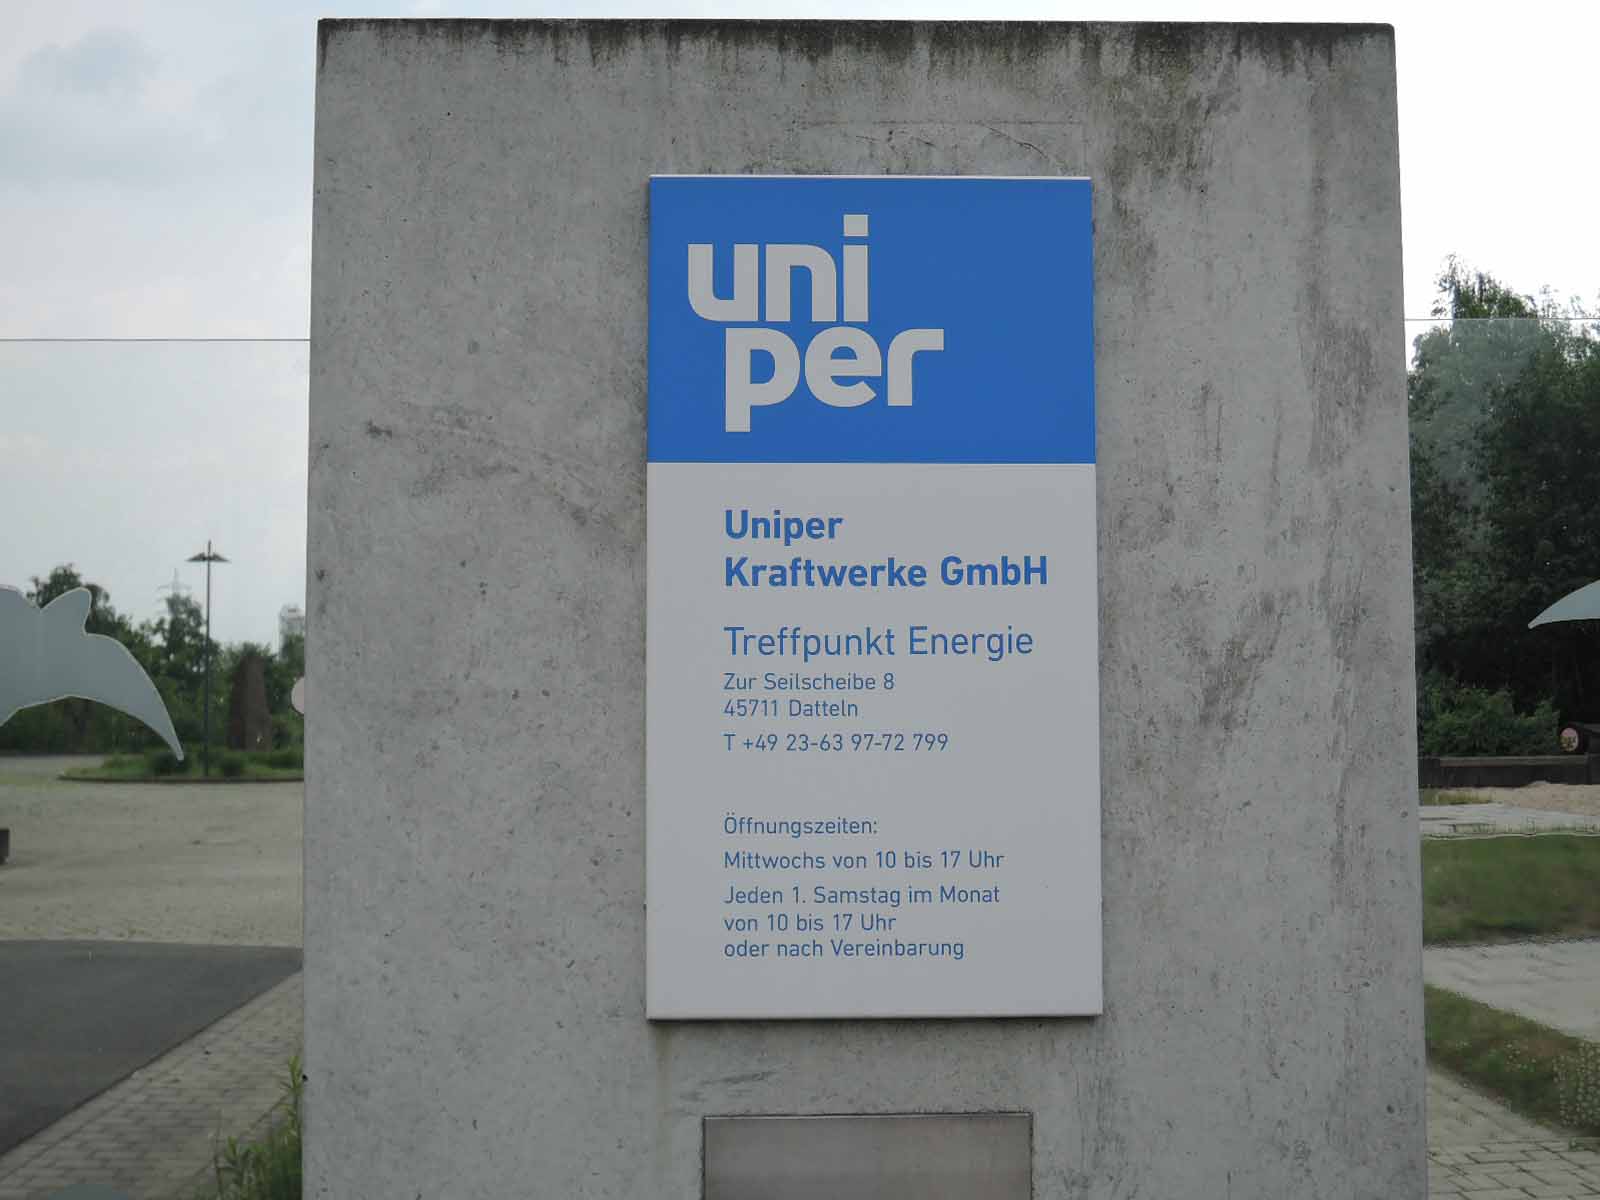 uni
per
Uniper
Kraftwerke GmbH
Treffpunkt Energie
Zur Seilscheibe 8
45711 Datteln
T +49 23-63 97-72 799
Öffnungszeiten:
Mittwochs von 10 bis 17 Uhr
Jeden 1. Samstag im Monat
von 10 bis 17 Uhr
oder nach Vereinbarung